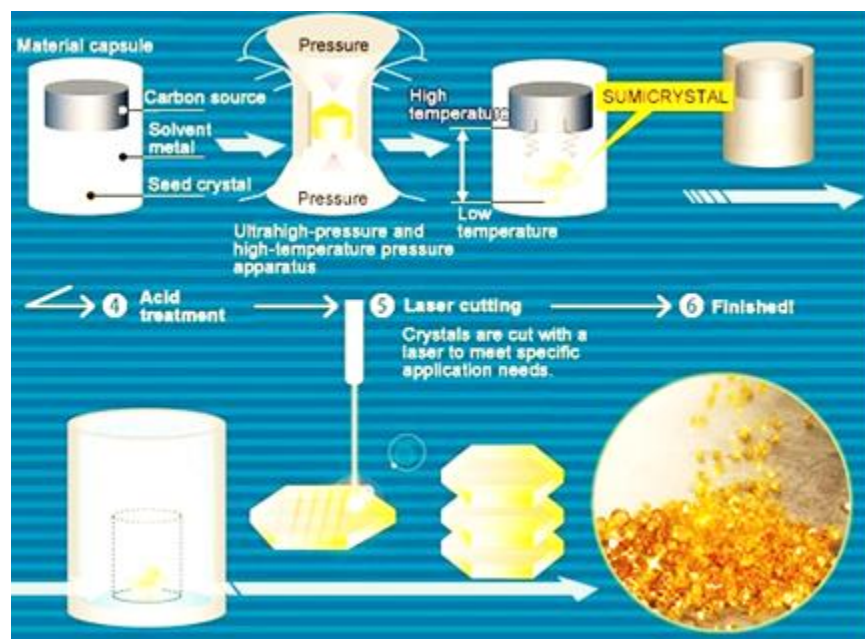 Material capsule
Carbon source
Solvent
metal
Seed crystal
Pressure
Pressure
Ultrahigh-pressure and
high-temperature pressure
apparatus
High
temperature
SUMICRYSTAL
Low
temperature
4 Acid
treatment
5 Laser cutting
Crystals are cut with a
laser to meet specific
application needs.
6 Finished!